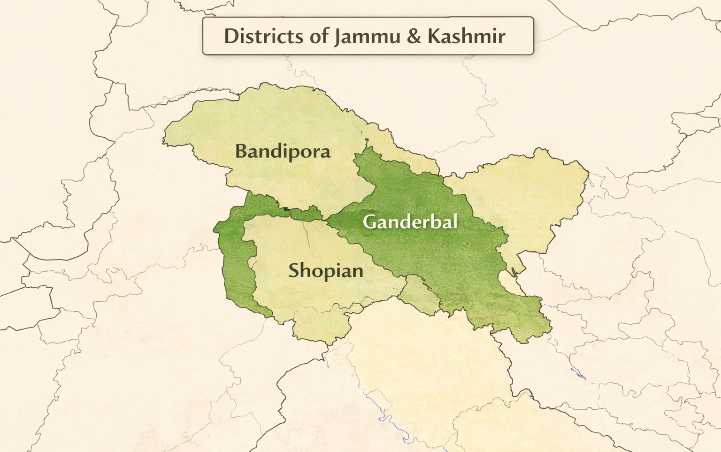 Districts of Jammu & Kashmir
Bandipora
Ganderbal
Shopian